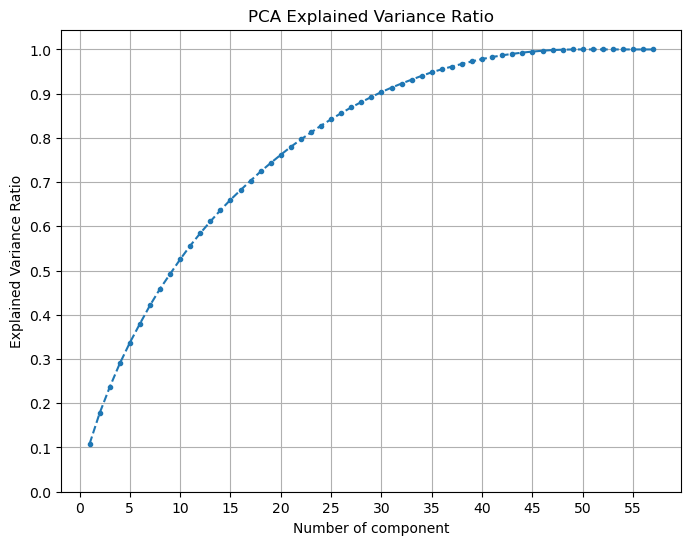 PCA Explained Variance Ratio
Explained Variance Ratio
1.0
0.9
0.8
0.7
0.6
0.5
0.4
0.3
0.2
0.1
0.0
0 5 10 15 20 25 30 35 40 45 50 55
Number of component